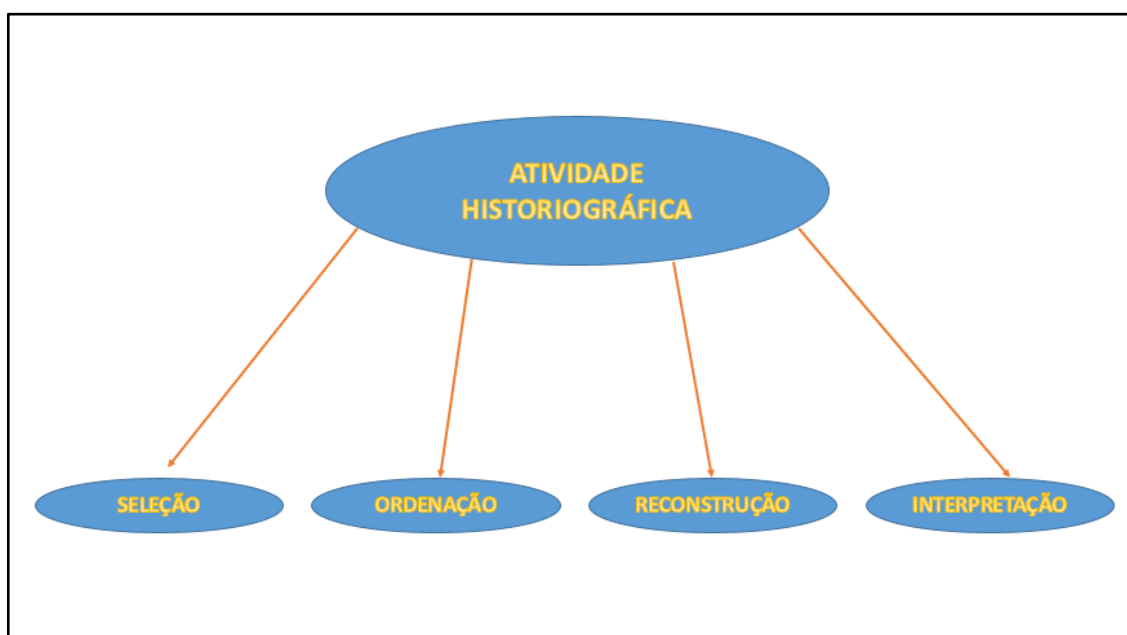 ATIVIDADE
HISTORIOGRÁFICA
SELEÇÃO
ORDENAÇÃO
RECONSTRUÇÃO
INTERPRETAÇÃO